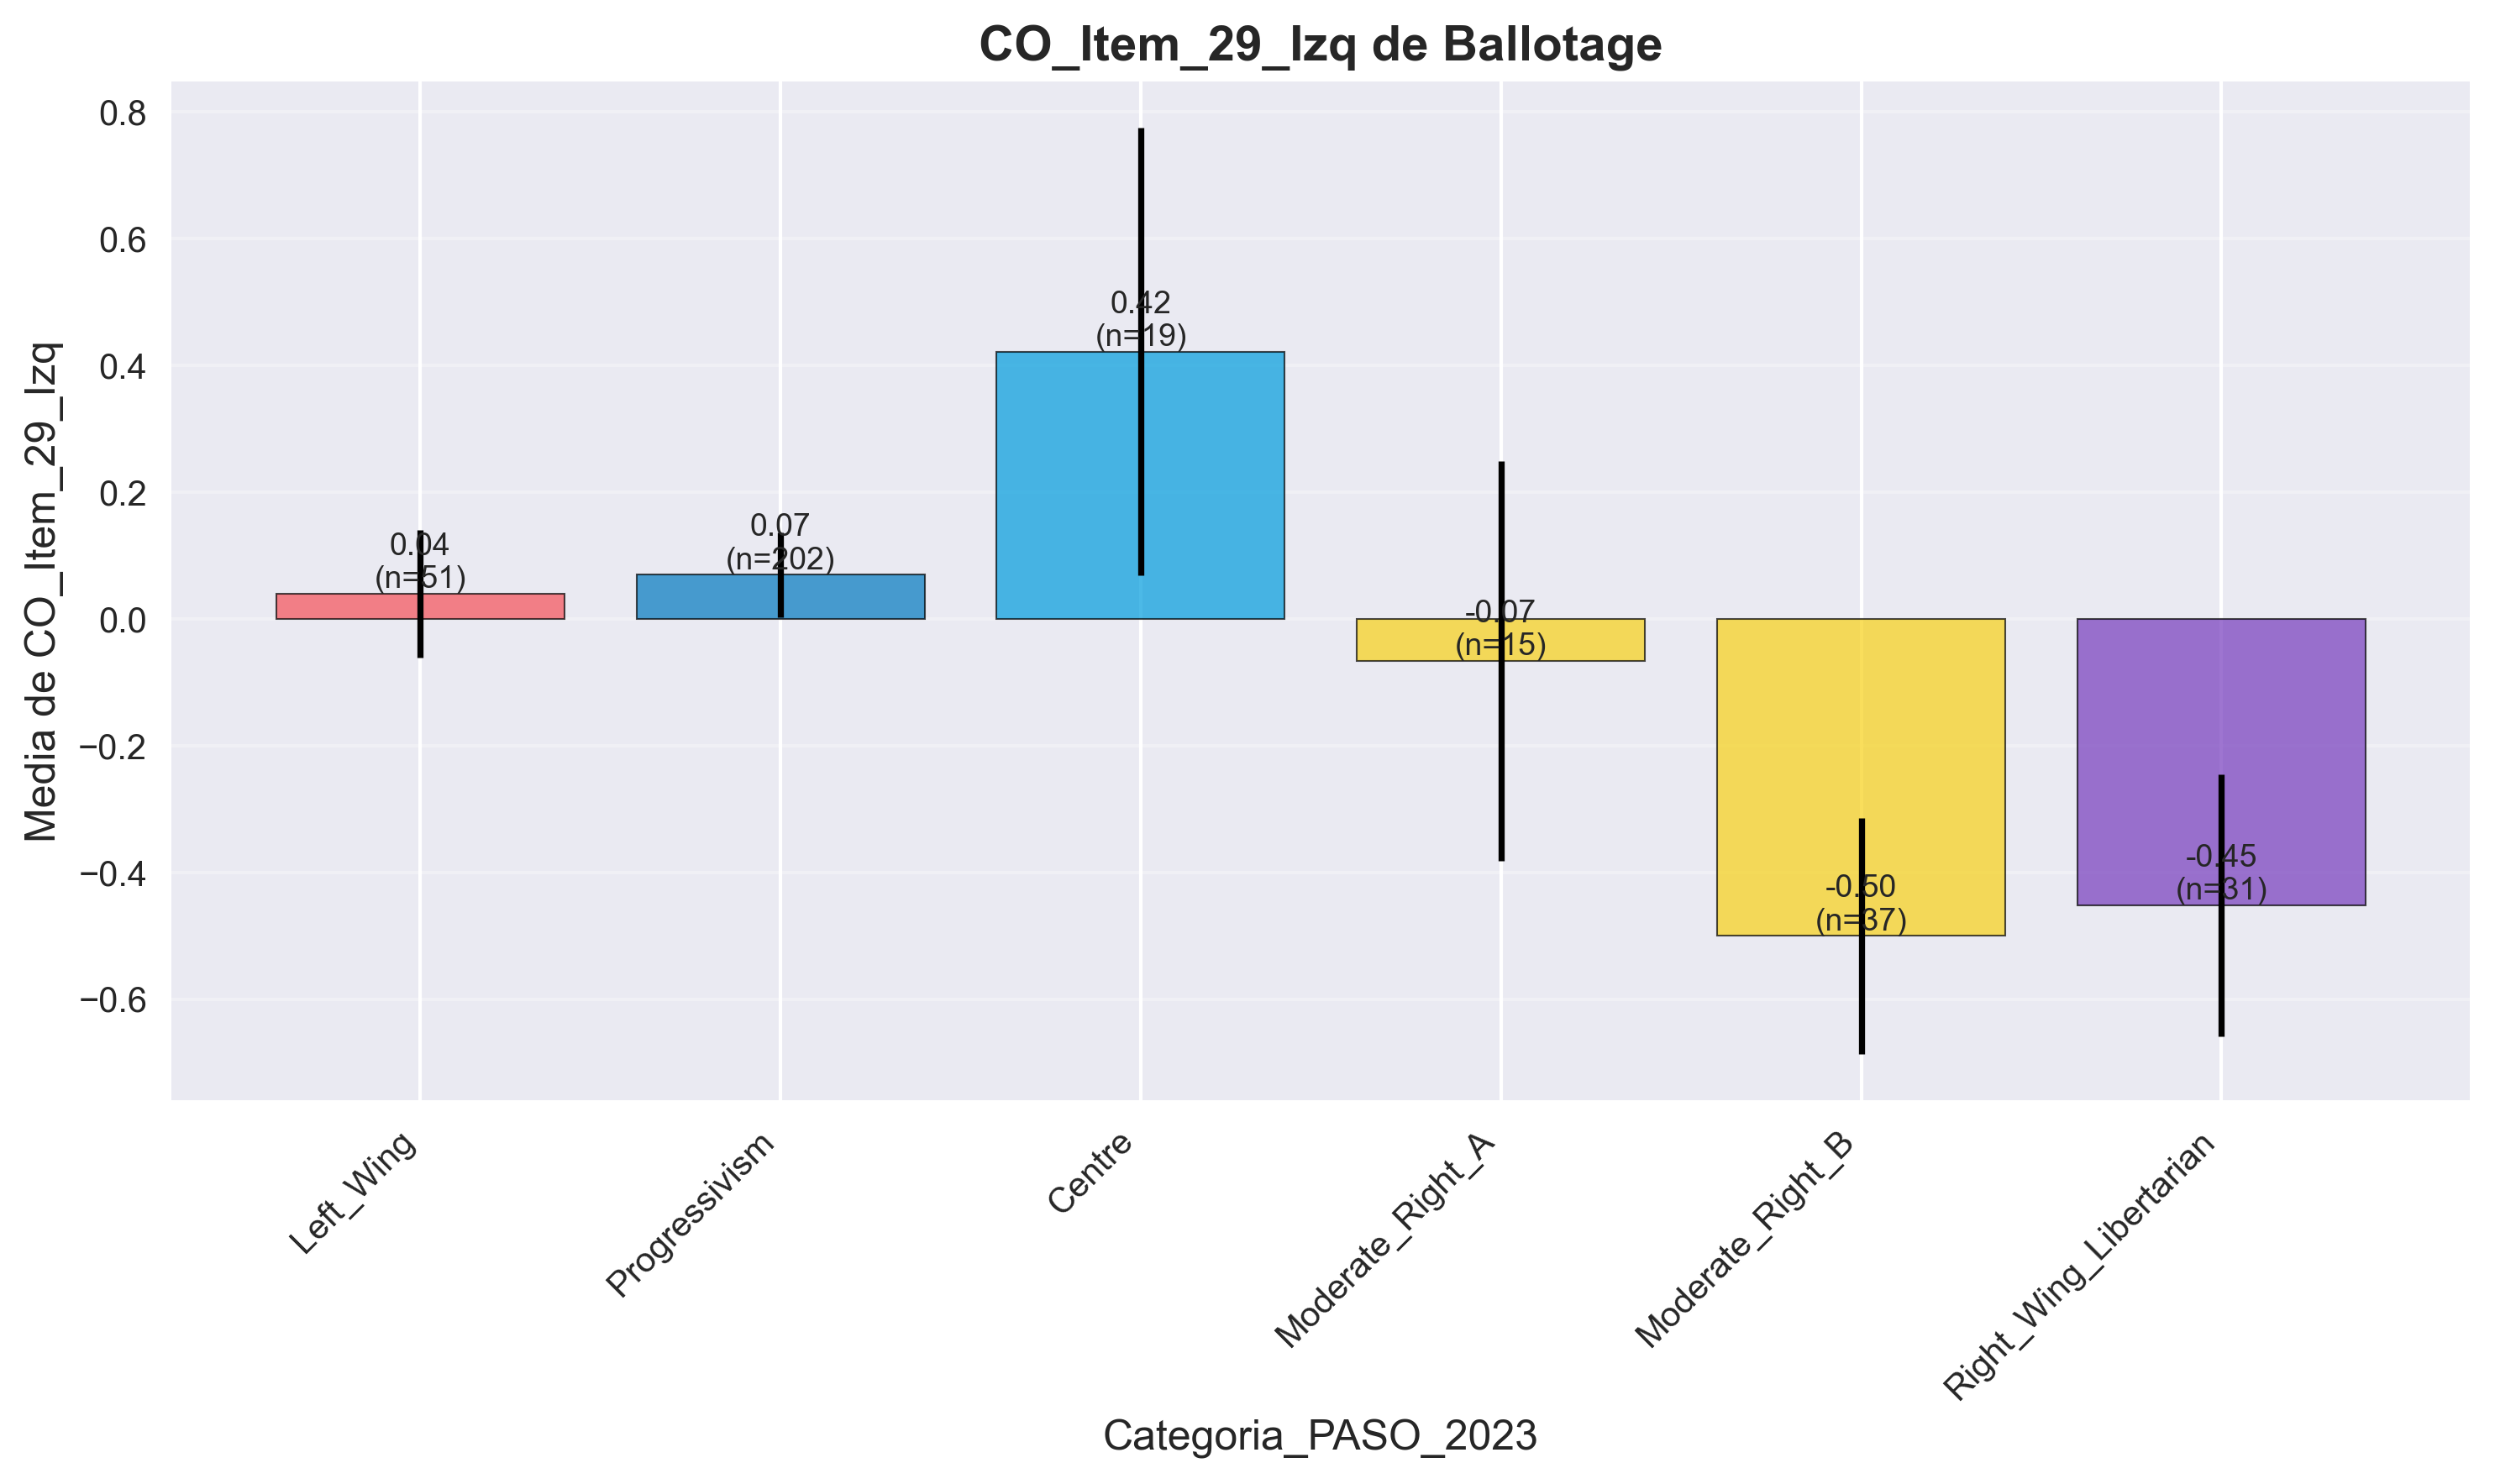 CO_Item_29_Izq de Ballotage
Media de CO_Item_29_Izq
0.8
0.6
0.4
0.2
0.0
−0.2
−0.4
−0.6
0.04
(n=51)
0.07
(n=202)
0.42
(n=19)
-0.07
(n=15)
-0.50
(n=37)
-0.45
(n=31)
Left_Wing
Progressivism
Centre
Moderate_Right_A
Moderate_Right_B
Right_Wing_Libertarian
Categoria_PASO_2023